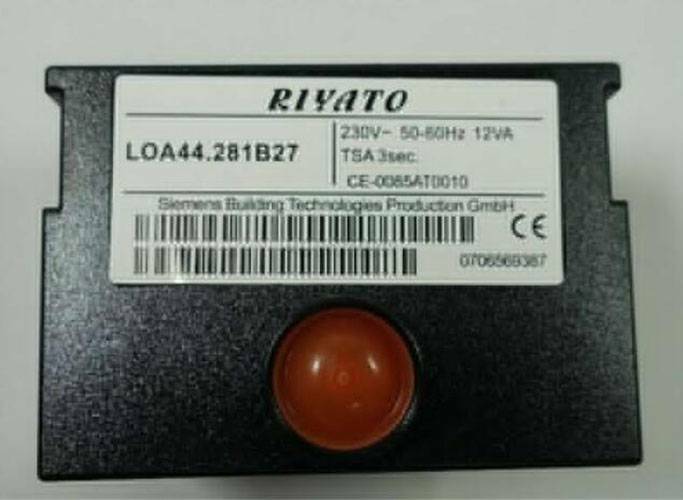 RIYATO
LOA44.281B27
230V~ 50-60Hz 12VA
TSA 3sec.
CE-0085AT0010
Siemens Building Technologies Production GmbH
CE
0706569387